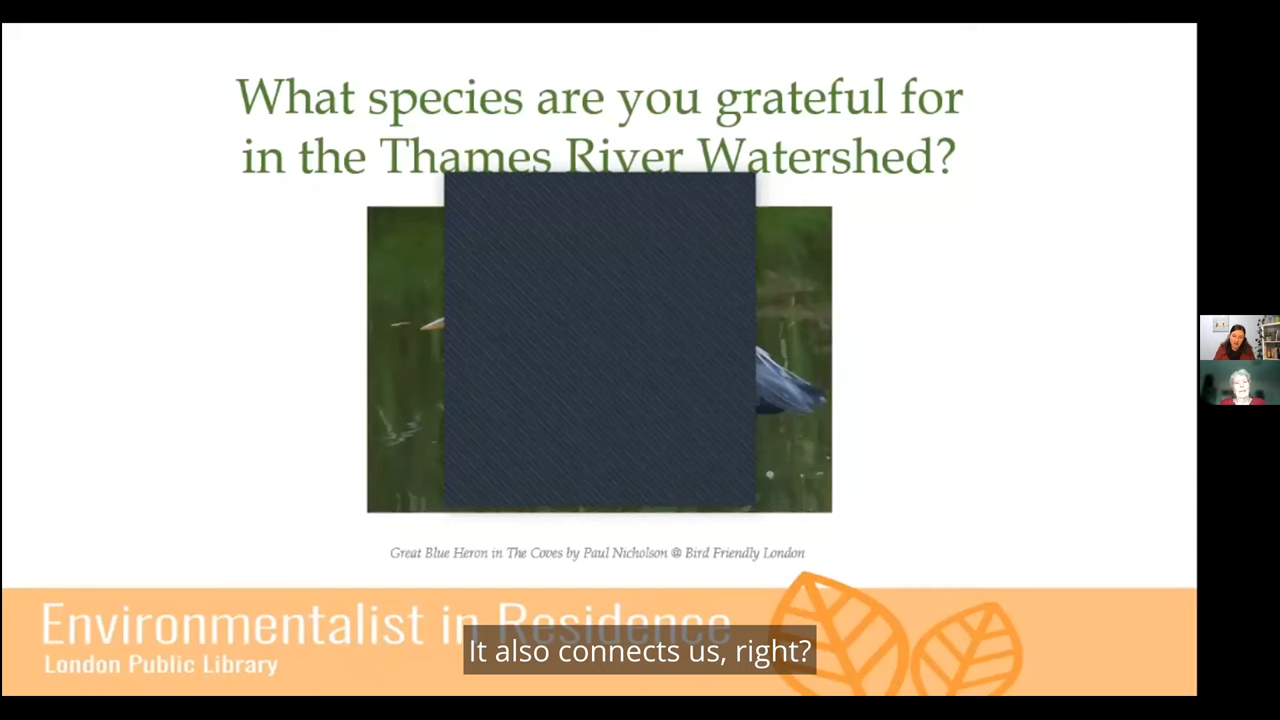 What species are you grateful for
in the Thames River Watershed?
Great Blue Heron in The Coves by Paul Nicholson @ Bird Friendly London
Environmentalist in Residence
London Public Library
It also connects us, right?